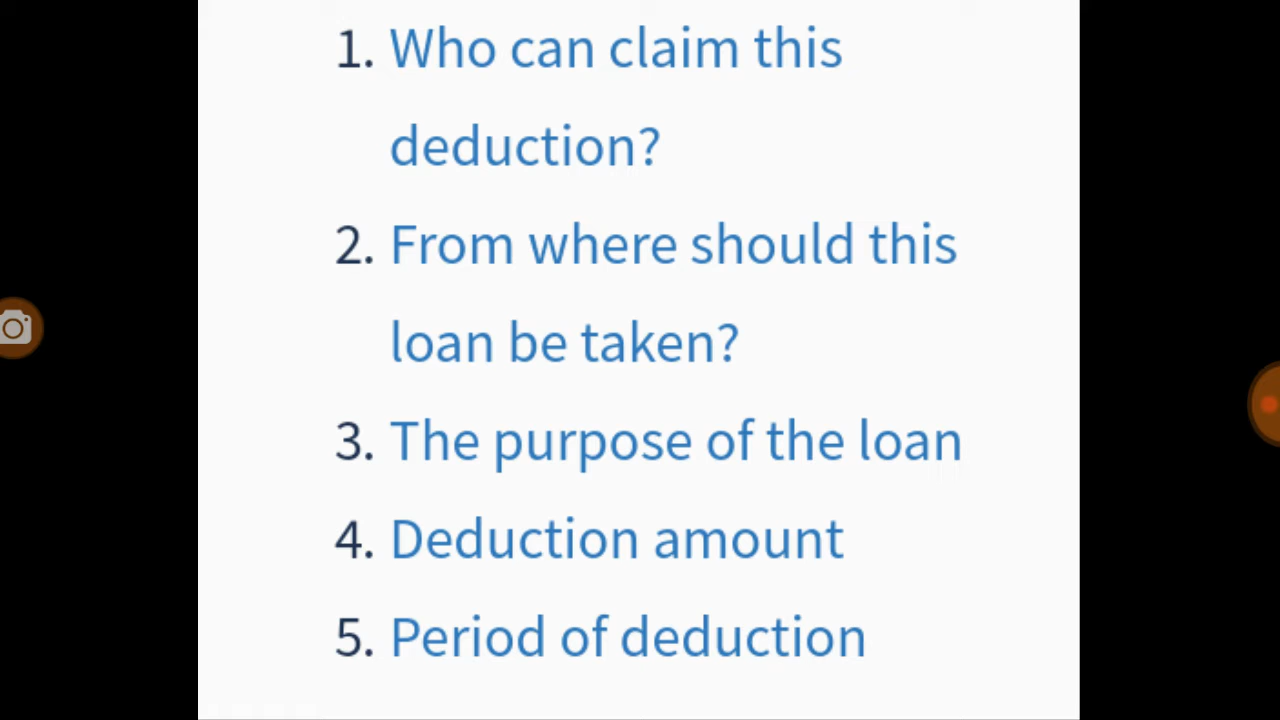 1. Who can claim this
deduction?
2. From where should this
loan be taken?
3. The purpose of the loan
4. Deduction amount
5. Period of deduction